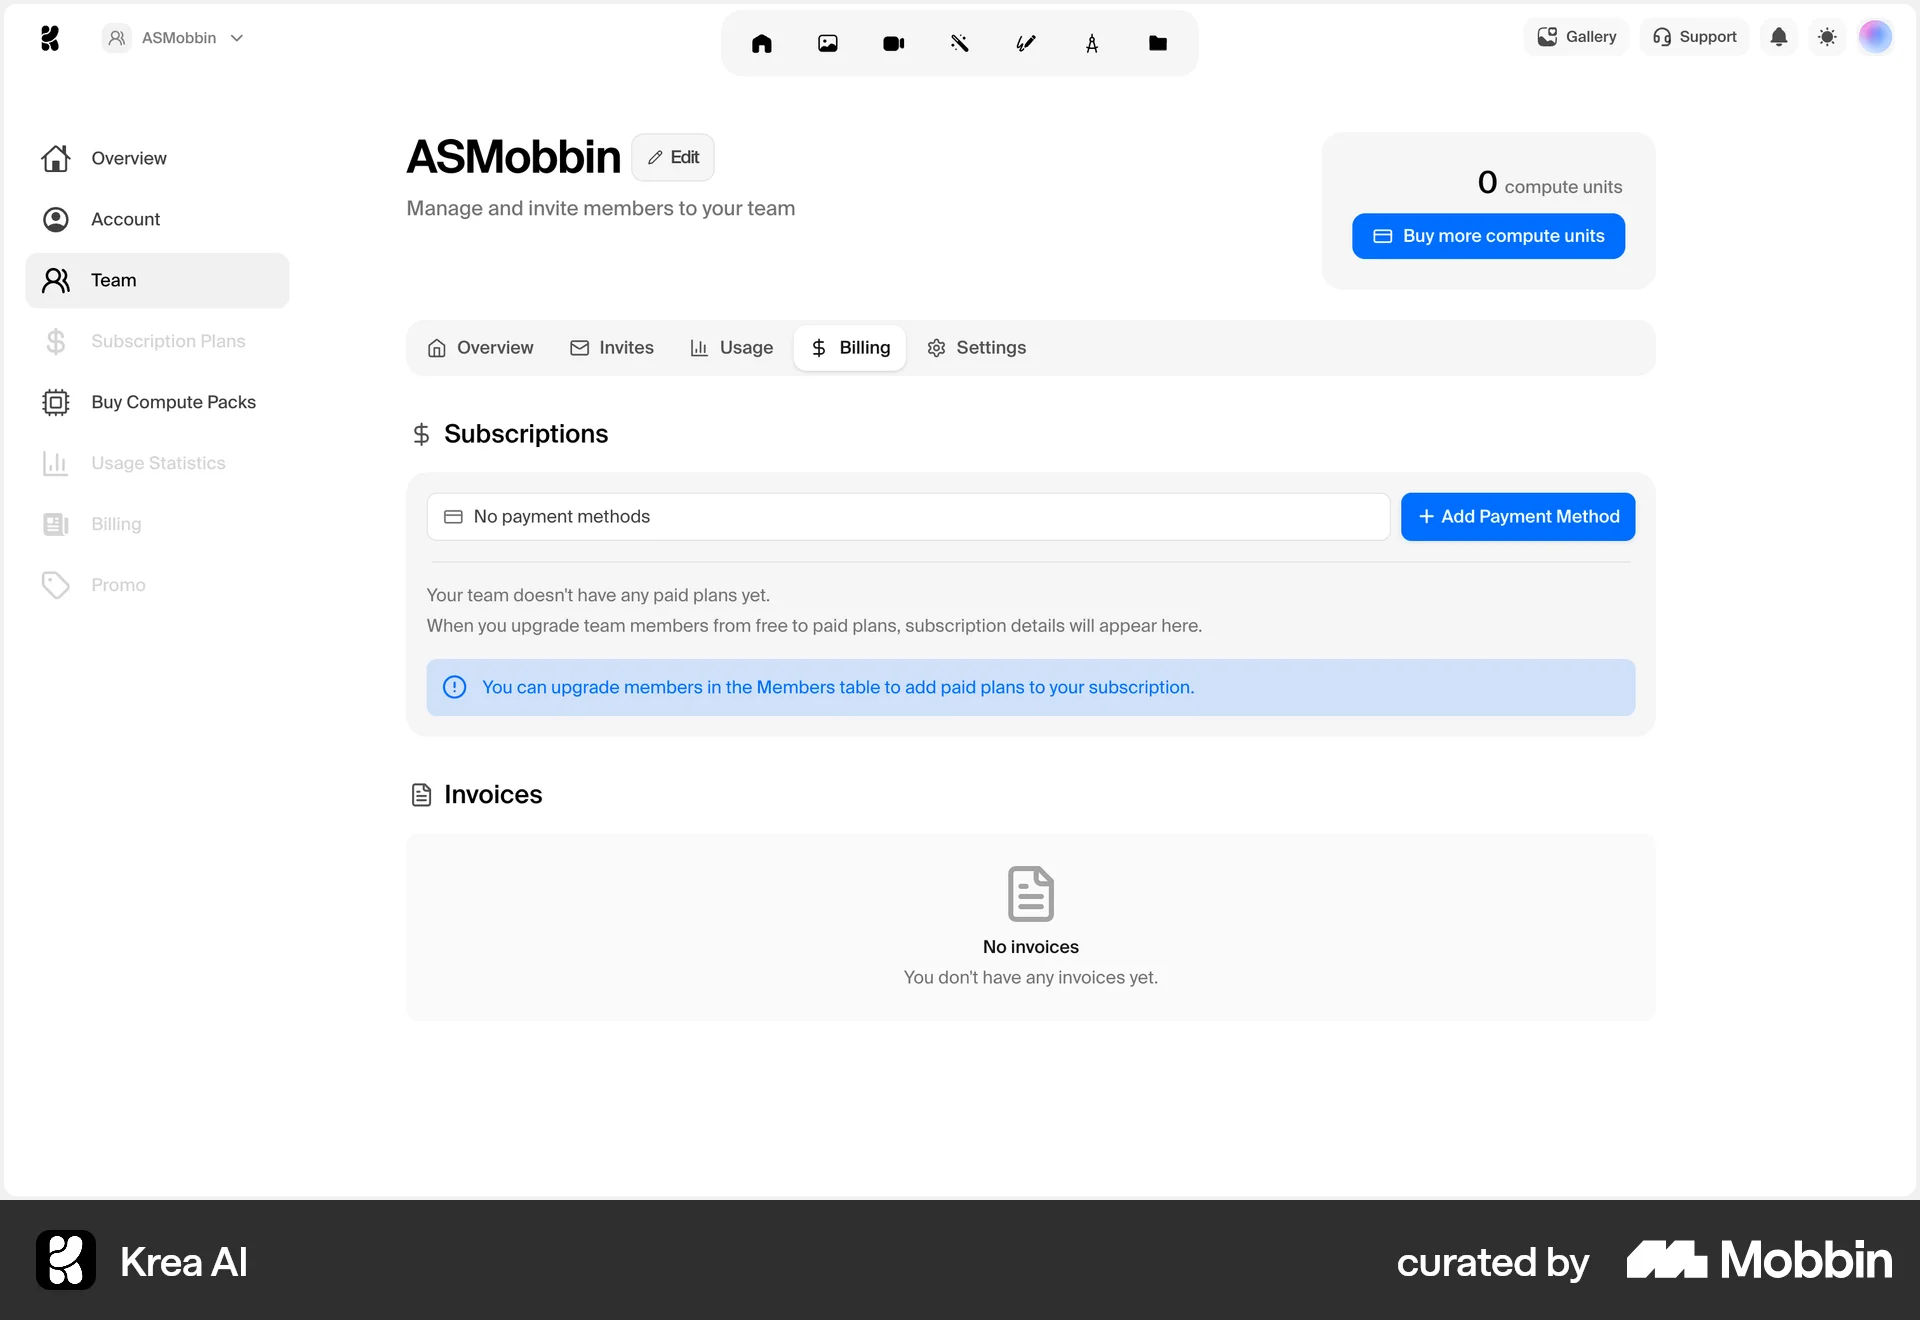 ASMobbin
Gallery
Support
Overview
Account
Team
Subscription Plans
Buy Compute Packs
Usage Statistics
Billing
Promo
ASMobbin
Edit
Manage and invite members to your team
0 compute units
Buy more compute units
Overview
Invites
Usage
Billing
Settings
Subscriptions
No payment methods
Add Payment Method
Your team doesn't have any paid plans yet.
When you upgrade team members from free to paid plans, subscription details will appear here.
You can upgrade members in the Members table to add paid plans to your subscription.
Invoices
No invoices
You don't have any invoices yet.
Krea AI
curated by
Mobbin